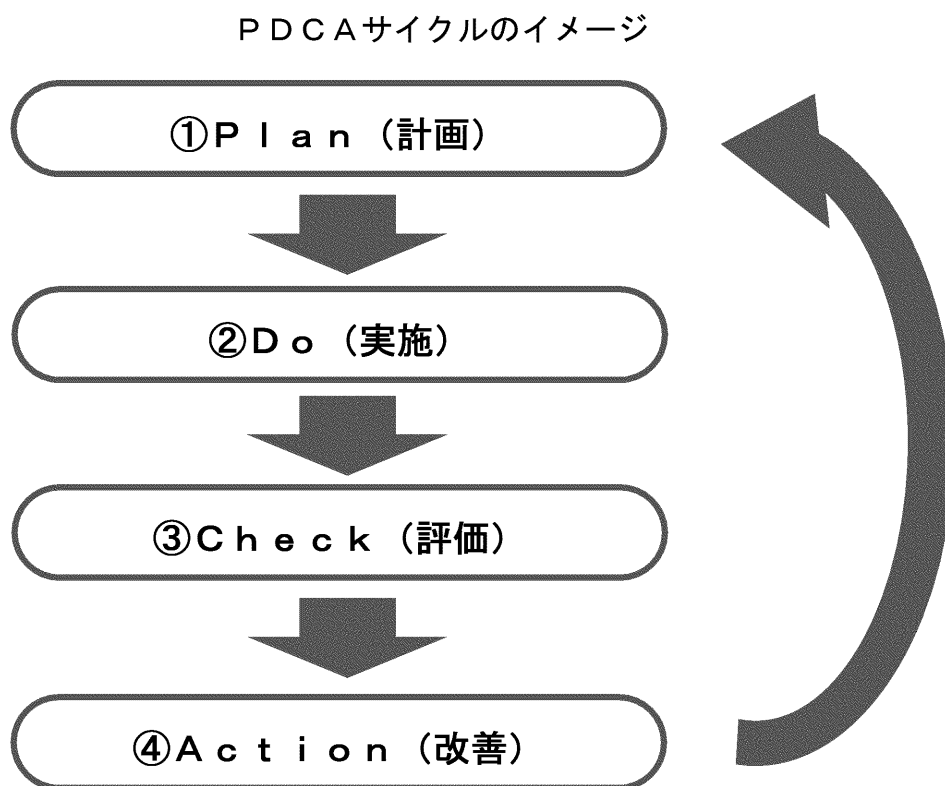 ＰＤＣＡサイクルのイメージ
①Ｐｌａｎ（計画）
②Ｄｏ（実施）
③Ｃｈｅｃｋ（評価）
④Ａｃｔｉｏｎ（改善）